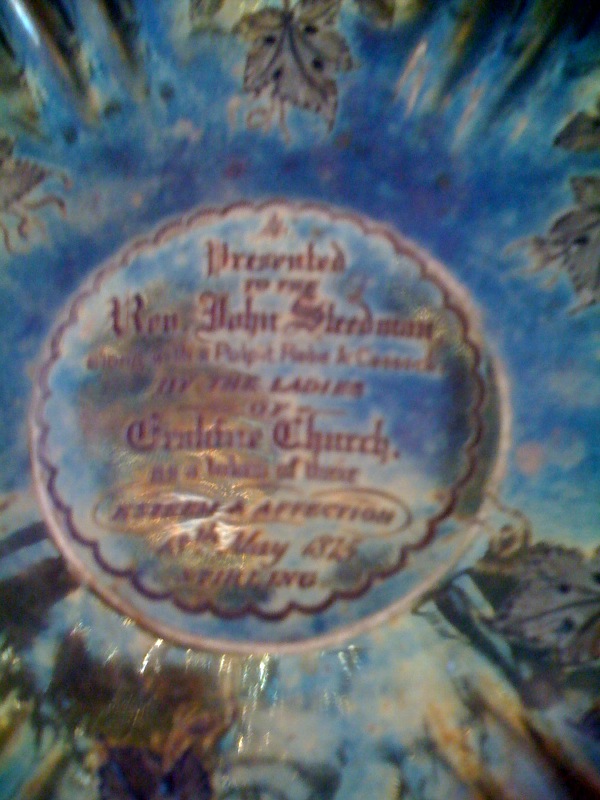 Presented
TO THE
Rev. John Steedman
along with a Pulpit Robe & Cassock
BY THE LADIES
OF
Erskine Church,
as a token of their
ESTEEM & AFFECTION
May
STIRLING